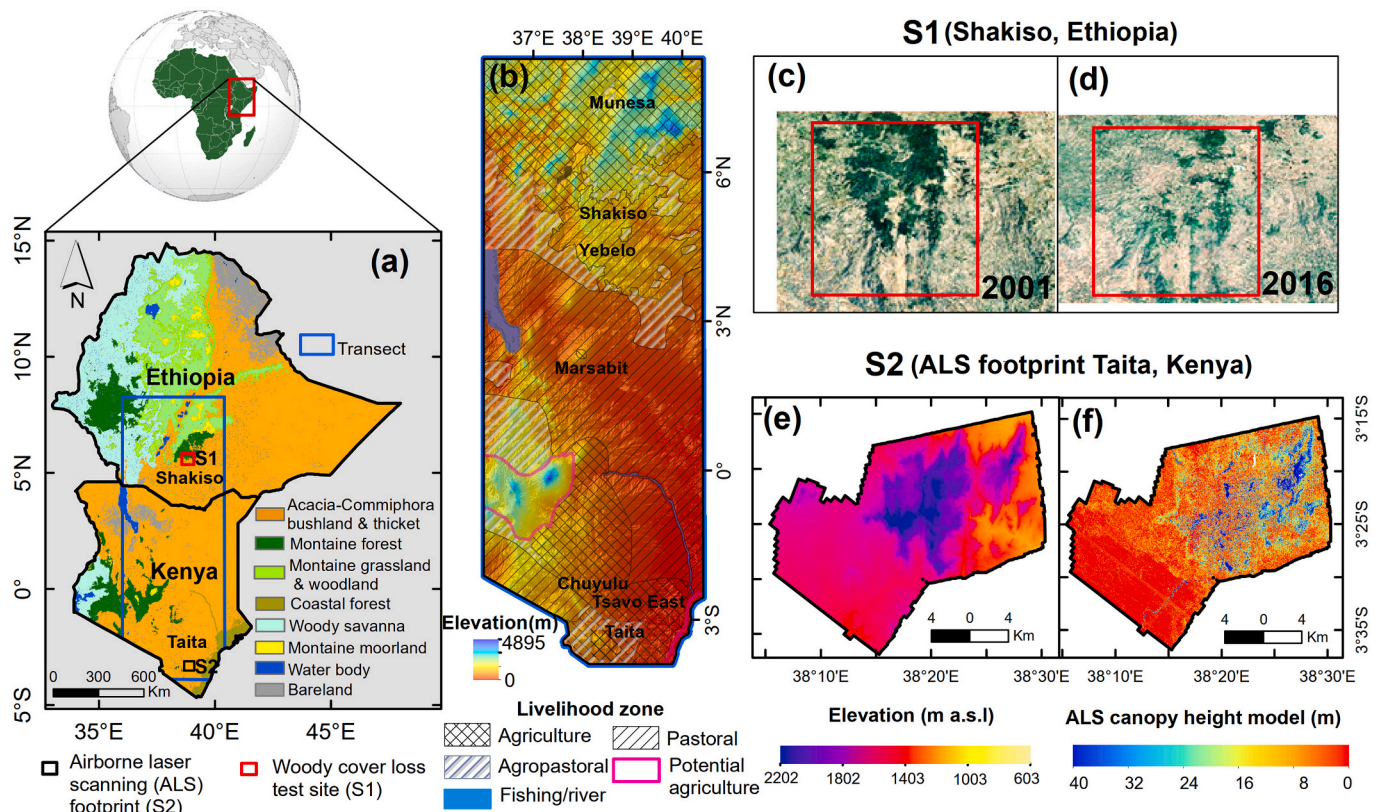 (a)
15°N
10°N
5°N
0°
5°S
35°E
40°E
45°E
N
Transect
Ethiopia
S1
Shakiso
Kenya
Taita
S2
0 300 600
Km
Acacia-Commiphora
bushland & thicket
Montaine forest
Montaine grassland
& woodland
Coastal forest
Woody savanna
Montaine moorland
Water body
Bareland
Airborne laser
scanning (ALS)
footprint (S2)
Woody cover loss
test site (S1)
37°E 38°E 39°E 40°E
(b)
Munesa
6°N
Shakiso
Yebelo
3°N
Marsabit
0°
Chuyulu
Tsavo East
3°S
Taita
Elevation(m)
4895
0
Livelihood zone
Agriculture
Pastoral
Agropastoral
Potential
agriculture
Fishing/river
S1 (Shakiso, Ethiopia)
(c)
2001
(d)
2016
S2 (ALS footprint Taita, Kenya)
(e)
4 0 4
Km
38°10'E 38°20'E 38°30'E
Elevation (m a.s.l)
2202 1802 1403 1003 603
(f)
3°15'S
3°25'S
3°35'S
4 0 4
Km
38°10'E 38°20'E 38°30'E
ALS canopy height model (m)
40 32 24 16 8 0